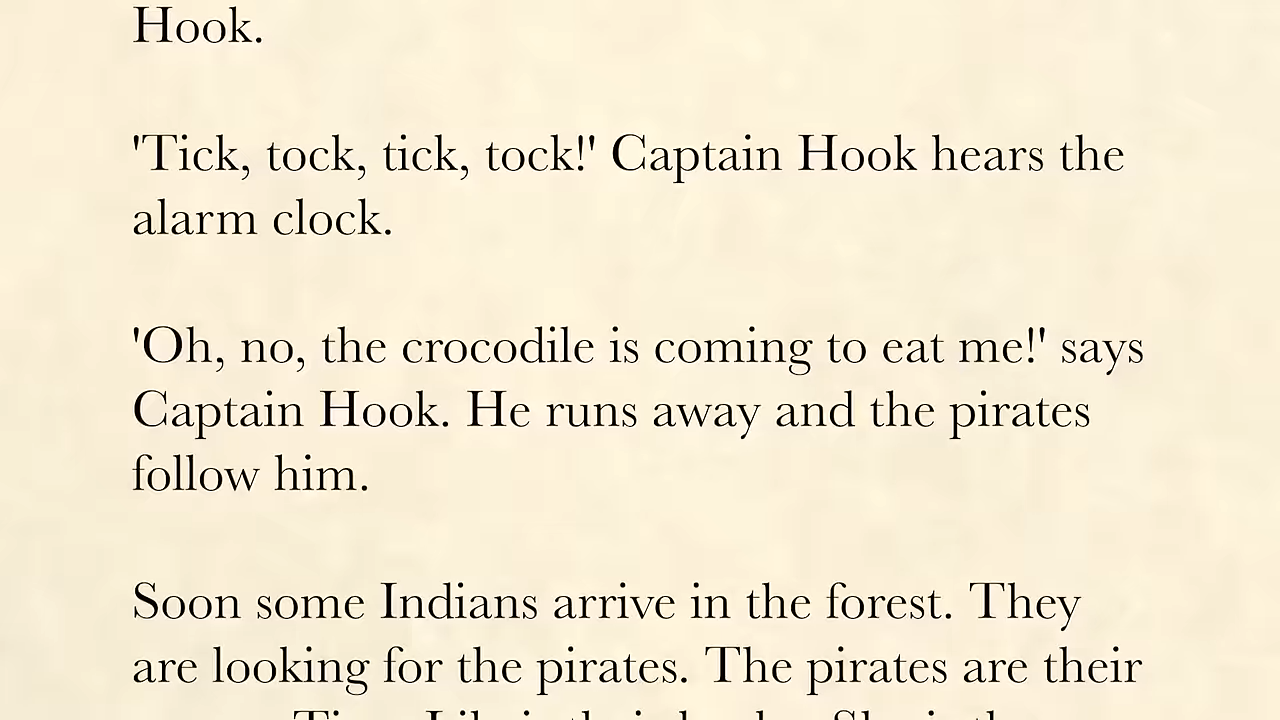 Hook.
'Tick, tock, tick, tock!' Captain Hook hears the
alarm clock.
'Oh, no, the crocodile is coming to eat me!' says
Captain Hook. He runs away and the pirates
follow him.
Soon some Indians arrive in the forest. They
are looking for the pirates. The pirates are their